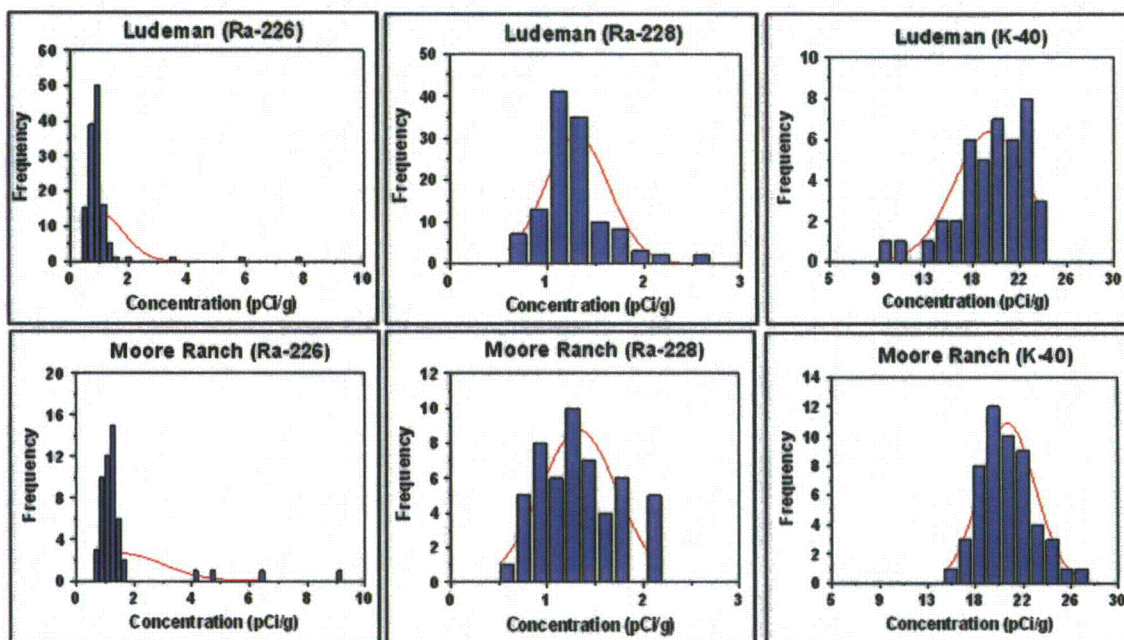 Ludeman (Ra-226)
60
50
40
30
20
10
0
Frequency
0 2 4 6 8 10
Concentration (pCi/g)
Ludeman (Ra-228)
50
40
30
20
10
0
Frequency
0 1 2 3
Concentration (pCi/g)
Ludeman (K-40)
10
8
6
4
2
0
Frequency
5 9 13 18 22 26 30
Concentration (pCi/g)
Moore Ranch (Ra-226)
20
16
12
8
4
0
Frequency
0 2 4 6 8 10
Concentration (pCi/g)
Moore Ranch (Ra-228)
12
10
8
6
4
2
0
Frequency
0 1 2 3
Concentration (pCi/g)
Moore Ranch (K-40)
14
12
10
8
6
4
2
0
Frequency
5 9 13 18 22 26 30
Concentration (pCi/g)